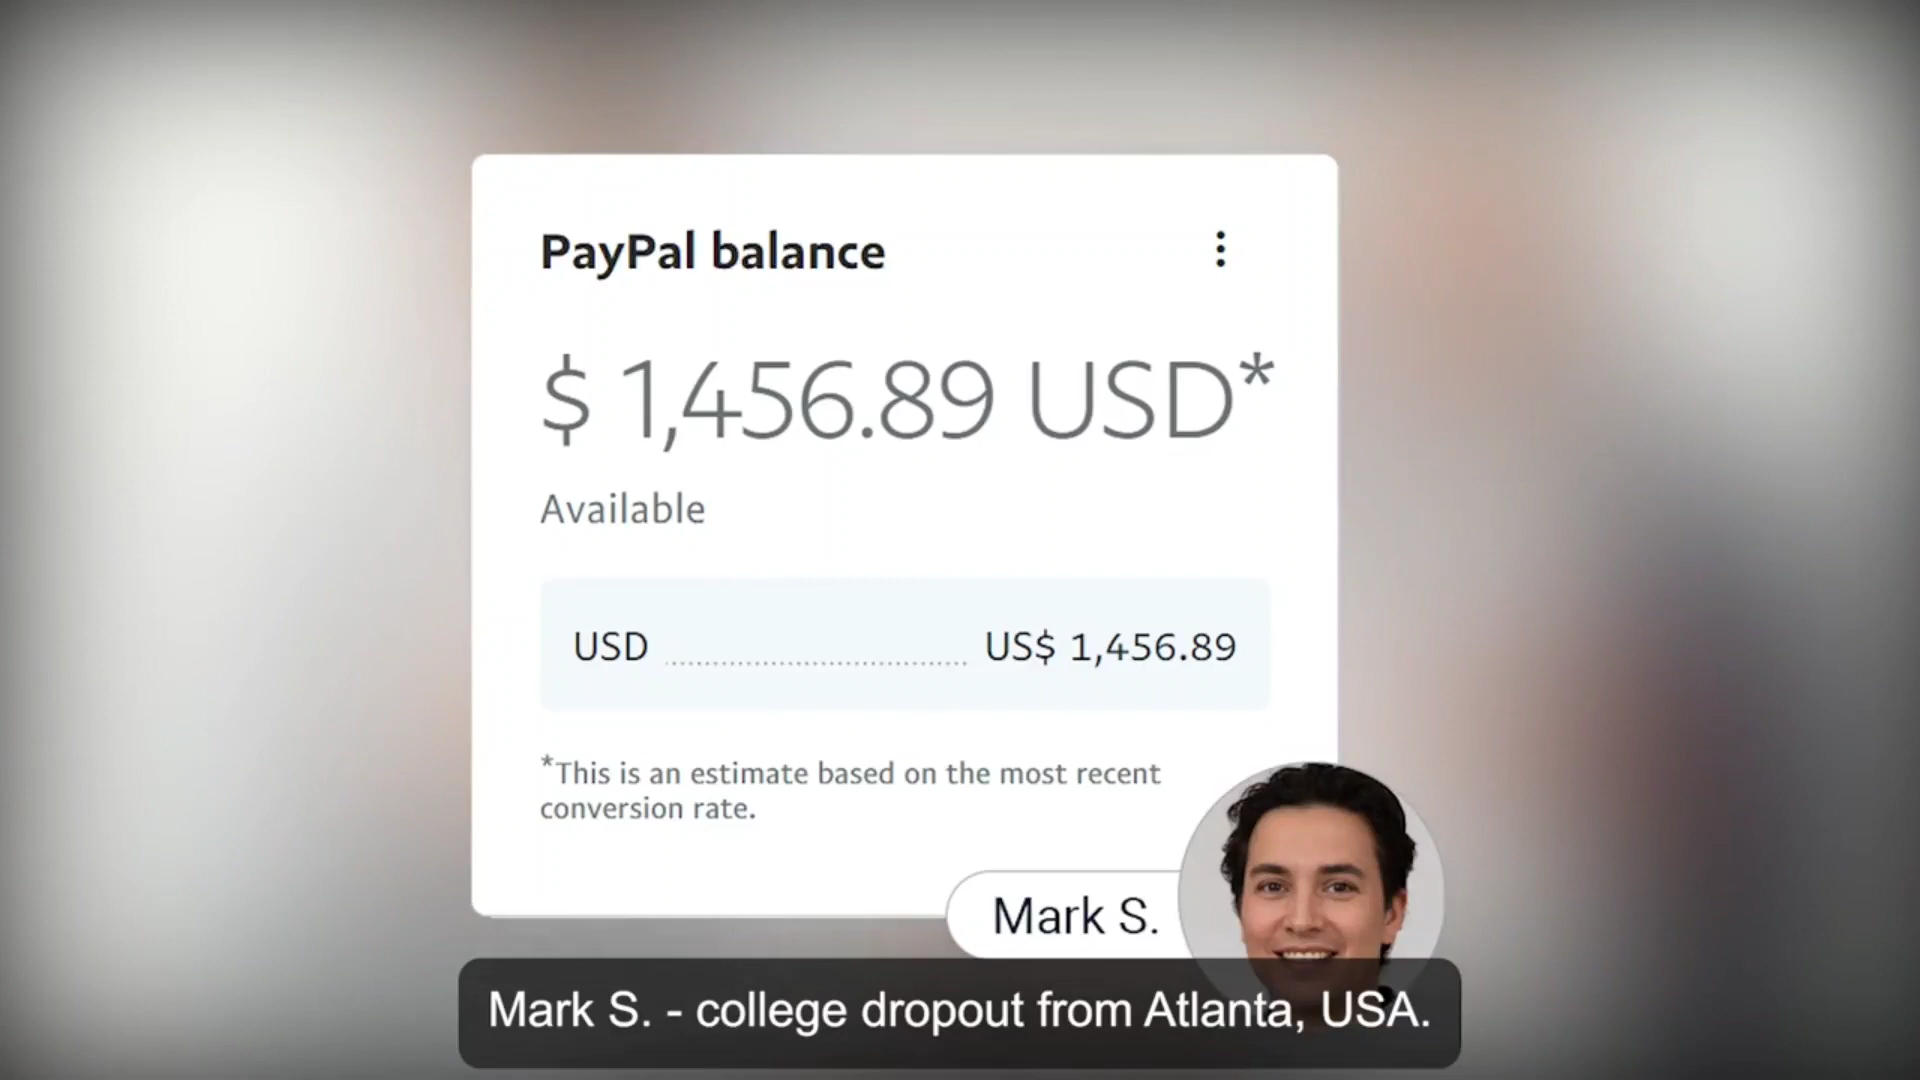 PayPal balance
$ 1,456.89 USD*
Available
USD US$ 1,456.89
*This is an estimate based on the most recent
conversion rate.
Mark S.
Mark S. - college dropout from Atlanta, USA.